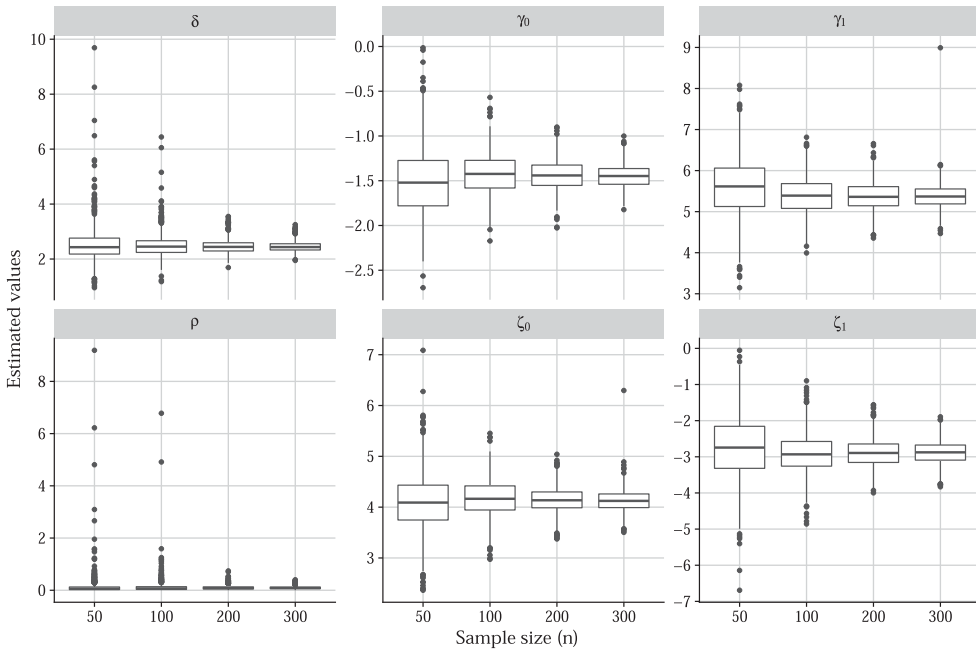 δ γ0 γ1
10 0.0 9
8 −0.5 8
6 −1.0 7
4 −1.5 6
2 −2.0 5
−2.5 4
3
ρ ζ0 ζ1
8 7 0
6 6 −1
4 5 −2
2 4 −3
0 3 −4
−5
−6
−7
50 100 200 300 50 100 200 300 50 100 200 300
Estimated values
Sample size (n)